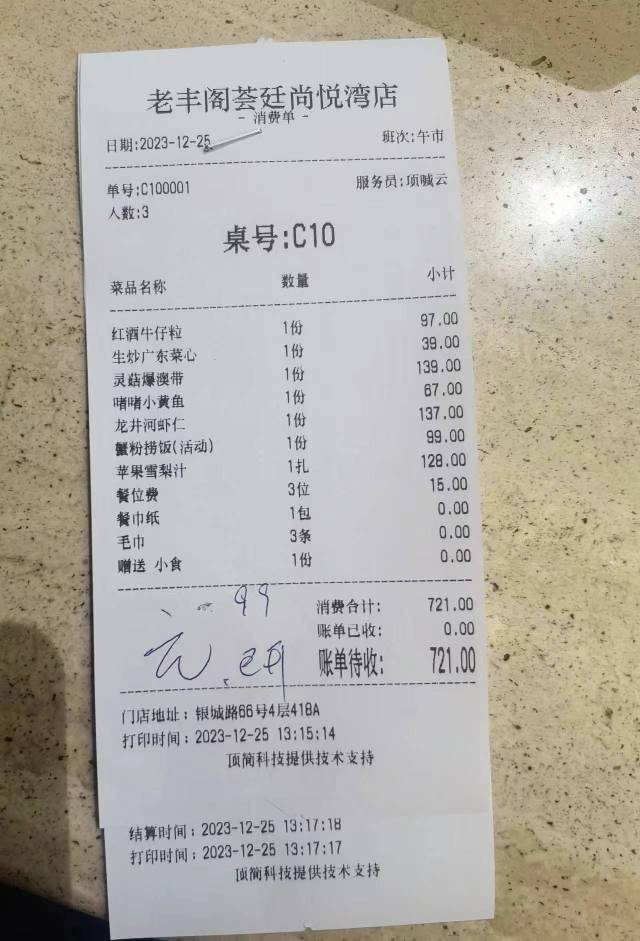 老丰阁荟廷尚悦湾店
- 消费单 -
日期:2023-12-25 班次:午市
单号:C100001 服务员:项喊云
人数:3
桌号:C10
菜品名称 数量 小计
红酒牛仔粒 1份 97.00
生炒广东菜心 1份 39.00
灵菇爆澳带 1份 139.00
啫啫小黄鱼 1份 67.00
龙井河虾仁 1份 137.00
蟹粉捞饭(活动) 1份 99.00
苹果雪梨汁 1扎 128.00
餐位费 3位 15.00
餐巾纸 1包 0.00
毛巾 3条 0.00
赠送 小食 1份 0.00
99
消费合计: 721.00
账单已收: 0.00
账单待收: 721.00
门店地址: 银城路66号4层418A
打印时间: 2023-12-25 13:15:14
顶简科技提供技术支持
结算时间: 2023-12-25 13:17:18
打印时间: 2023-12-25 13:17:17
顶简科技提供技术支持